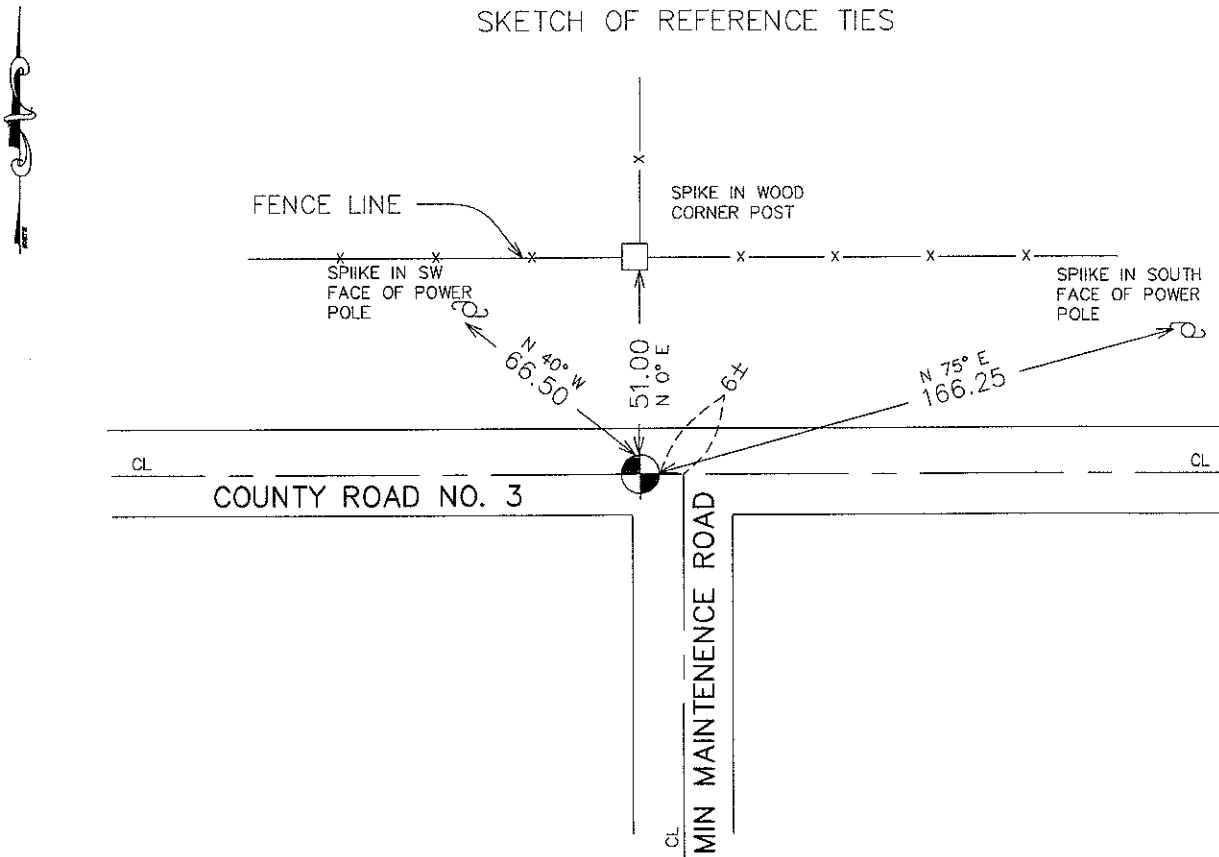 SKETCH OF REFERENCE TIES
SPIKE IN WOOD
CORNER POST
FENCE LINE
SPIIKE IN SW
FACE OF POWER
POLE
SPIIKE IN SOUTH
FACE OF POWER
POLE
N 40° W
66.50
51.00
N 0° E
6±
N 75° E
166.25
CL
CL
COUNTY ROAD NO. 3
MIN MAINTENENCE ROAD
CL